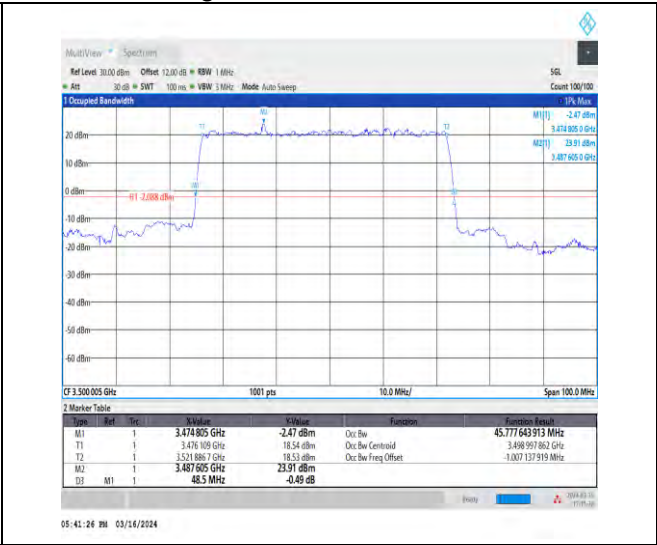 MultiView Spectrum
Ref Level 30.00 dBm Offset 12.00 dB RBW 1 MHz SGL
Att 30 dB SWT 100 ms VBW 3 MHz Mode Auto Sweep Count 100/100
1 Occupied Bandwidth 1Pk Max
M1[1] -2.47 dBm
3.474 805 0 GHz
M2[1] 23.91 dBm
3.487 605 0 GHz
M2
T1
T2
20 dBm
10 dBm
0 dBm
M1
H1 -2.088 dBm
-10 dBm
-20 dBm
-30 dBm
-40 dBm
-50 dBm
-60 dBm
CF 3.500 005 GHz 1001 pts 10.0 MHz/ Span 100.0 MHz
2 Marker Table
Type Ref Trc X-Value Y-Value Function Function Result
M1 1 3.474 805 GHz -2.47 dBm Occ Bw 45.777 643 913 MHz
T1 1 3.476 109 GHz 18.54 dBm Occ Bw Centroid 3.498 997 862 GHz
T2 1 3.521 886 7 GHz 18.53 dBm Occ Bw Freq Offset -1.007 137 919 MHz
M2 1 3.487 605 GHz 23.91 dBm
D3 M1 1 48.5 MHz -0.49 dB
Ready
05:41:26 PM 03/16/2024